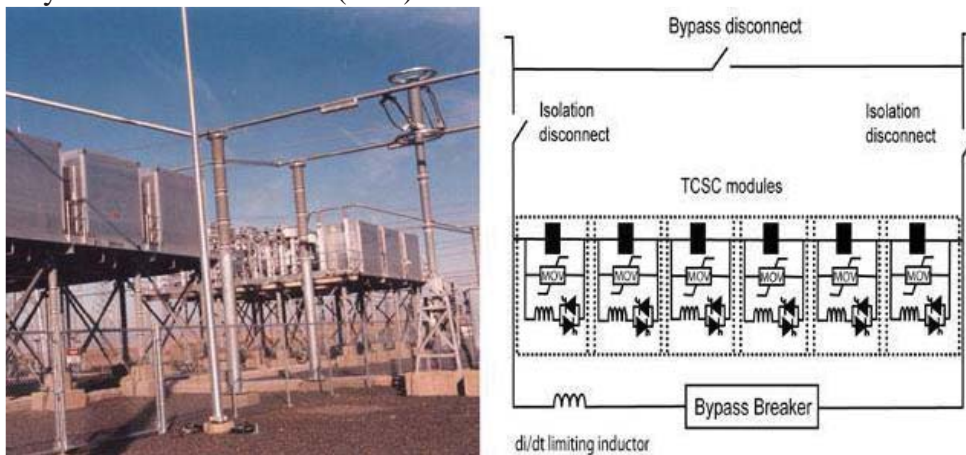 Bypass disconnect
Isolation
disconnect
Isolation
disconnect
TCSC modules
MOV MOV MOV MOV MOV MOV
Bypass Breaker
di/dt limiting inductor